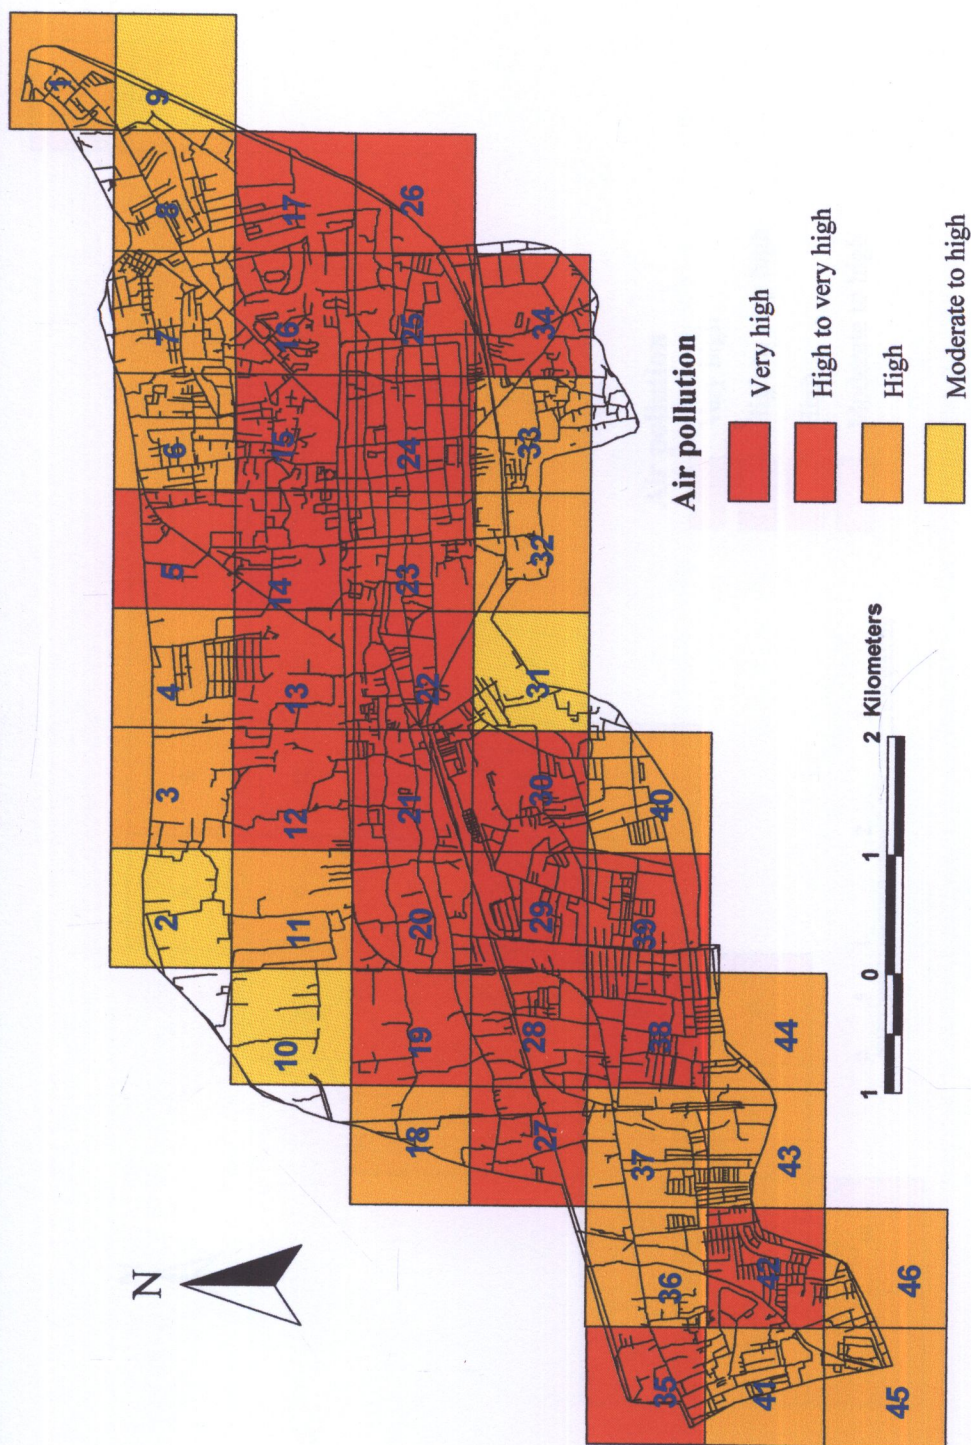 N
1
2 3 4 5 6 7 8 9
10 11 12 13 14 15 16 17
18 19 20 21 22 23 24 25 26
27 28 29 30 31 32 33 34
35 36 37 38 39 40
41 42 43 44
45 46
1 0 1 2 Kilometers
Air pollution
Very high
High to very high
High
Moderate to high